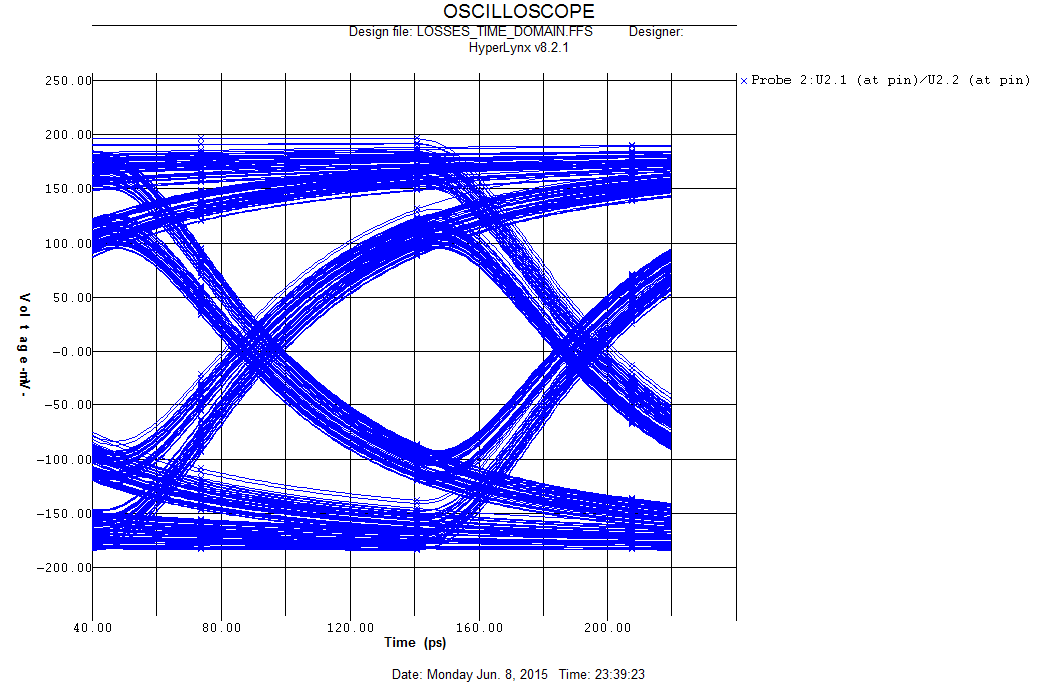 OSCILLOSCOPE
Design file: LOSSES_TIME_DOMAIN.FFS Designer:
HyperLynx v8.2.1
× Probe 2:U2.1 (at pin)/U2.2 (at pin)
250.00
200.00
150.00
100.00
50.00
-0.00
-50.00
-100.00
-150.00
-200.00
Voltage-mV-
40.00 80.00 120.00 160.00 200.00
Time (ps)
Date: Monday Jun. 8, 2015 Time: 23:39:23